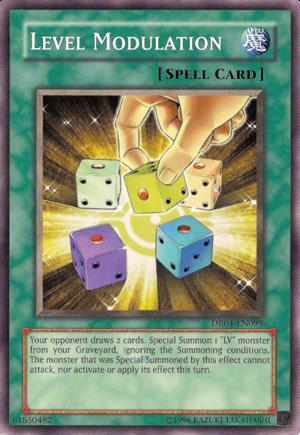 LEVEL MODULATION
魔
[SPELL CARD]
DR04-EN099
Your opponent draws 2 cards. Special Summon 1 "LV" monster
from your Graveyard, ignoring the Summoning conditions.
The monster that was Special Summoned by this effect cannot
attack, nor activate or apply its effect this turn.
61850482
©1996 KAZUKI TAKAHASHI